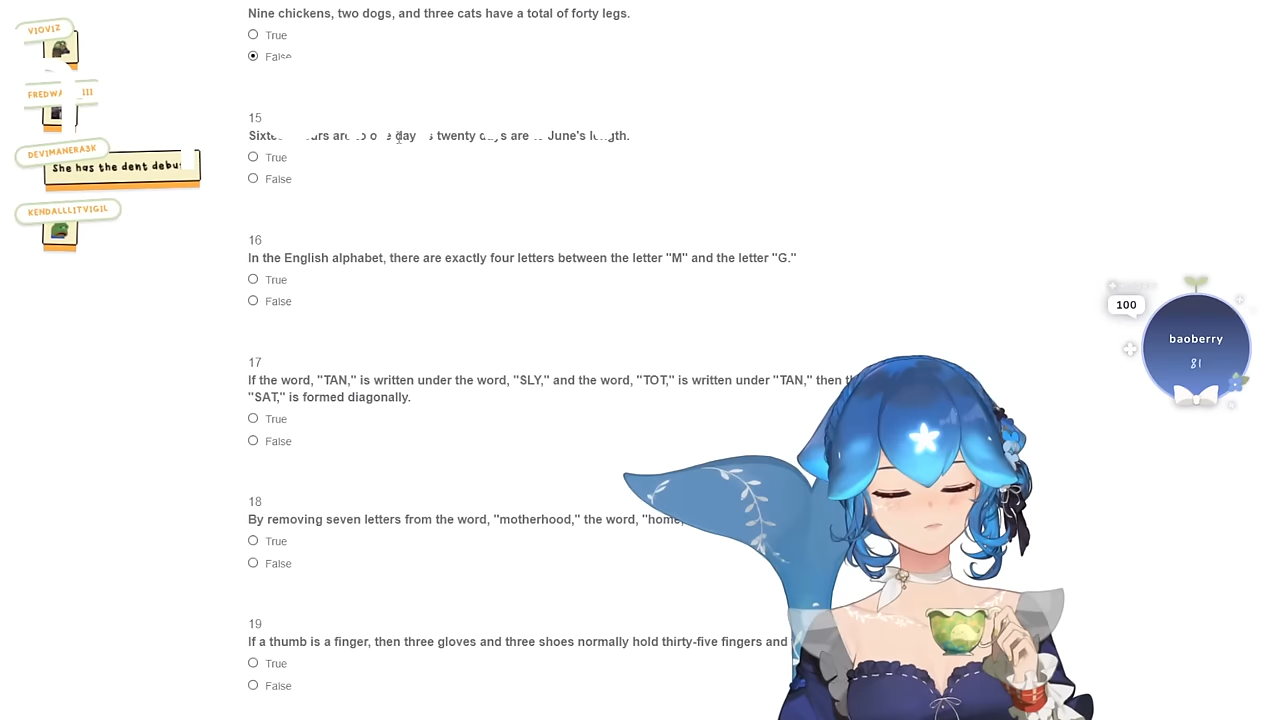 Nine chickens, two dogs, and three cats have a total of forty legs.
True
False
15
are twenty are June's
True
False
16
In the English alphabet, there are exactly four letters between the letter "M" and the letter "G."
True
False
17
If the word, "TAN," is written under the word, "SLY," and the word, "TOT," is written under "TAN," then
"SAT," is formed diagonally.
True
False
18
By removing seven letters from the word, "motherhood," the word, "home,
True
False
19
If a thumb is a finger, then three gloves and three shoes normally hold thirty-five fingers and
True
False
VIOVIZ
DEVIMANERA3K
She has the dent
KENDALLLITVIGIL
100
baoberry
81